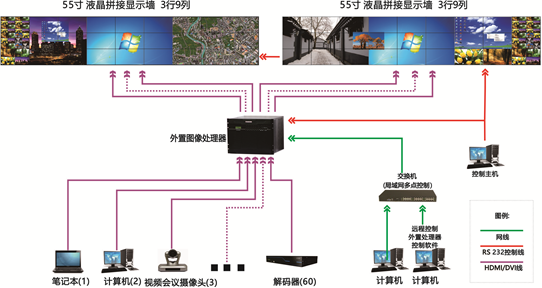 55寸 液晶拼接显示墙 3行9列
55寸 液晶拼接显示墙 3行9列
外置图像处理器
控制主机
交换机
(局域网多点控制)
远程控制
外置处理器
控制软件
图例:
网线
RS 232控制线
HDMI/DVI线
笔记本(1)
计算机(2)
视频会议摄像头(3)
解码器(60)
计算机
计算机